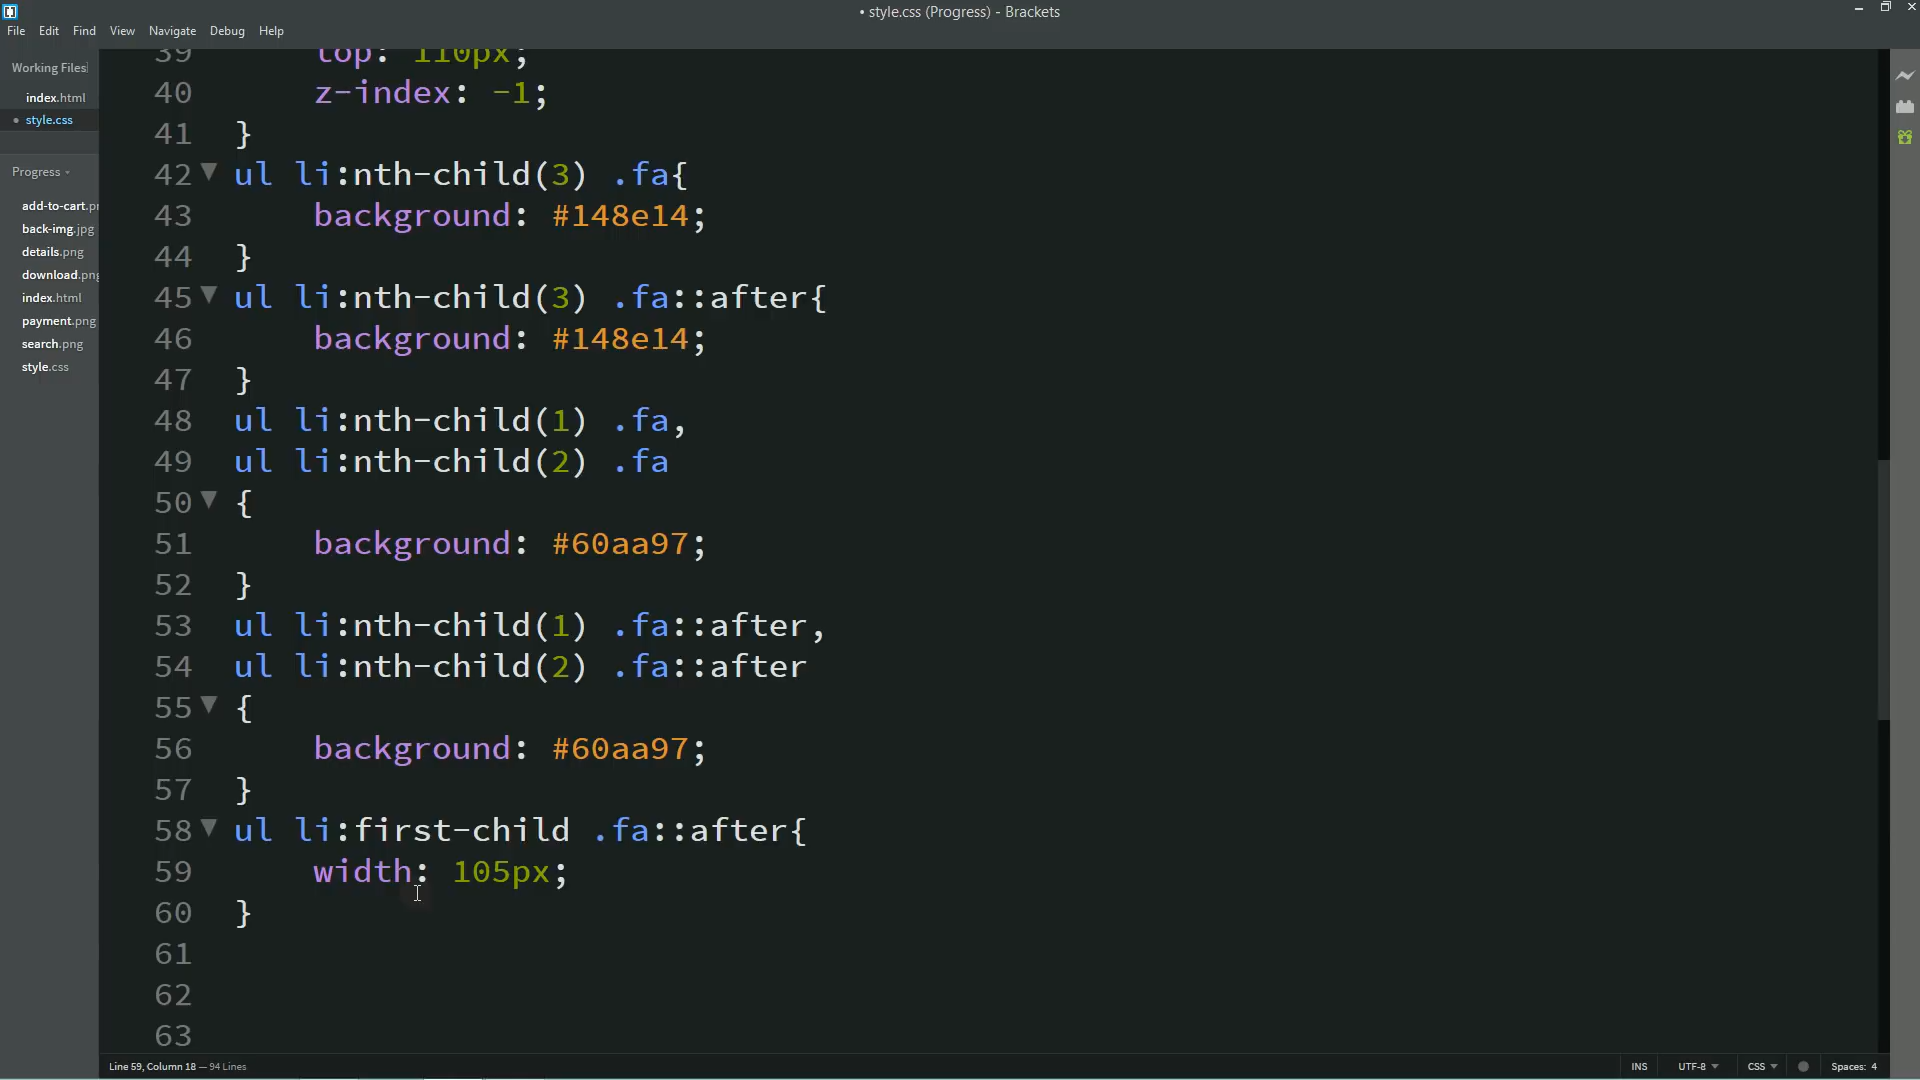 • style.css (Progress) - Brackets
File Edit Find View Navigate Debug Help
Working Files
index.html
• style.css
Progress
add-to-cart.pn
back-img.jpg
details.png
download.png
index.html
payment.png
search.png
style.css
39 top: 110px;
40 z-index: -1;
41 }
42 ul li:nth-child(3) .fa{
43 background: #148e14;
44 }
45 ul li:nth-child(3) .fa::after{
46 background: #148e14;
47 }
48 ul li:nth-child(1) .fa,
49 ul li:nth-child(2) .fa
50 {
51 background: #60aa97;
52 }
53 ul li:nth-child(1) .fa::after,
54 ul li:nth-child(2) .fa::after
55 {
56 background: #60aa97;
57 }
58 ul li:first-child .fa::after{
59 width: 105px;
60 }
61
62
63
Line 59, Column 18 — 94 Lines
INS UTF-8 CSS Spaces: 4